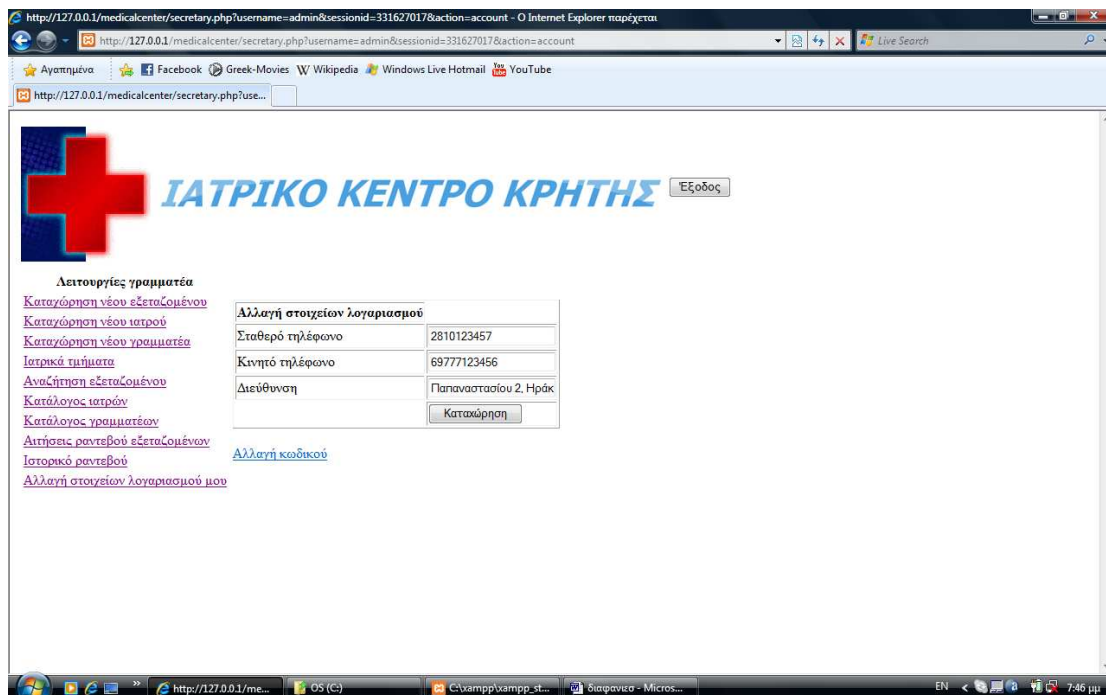 http://127.0.0.1/medicalcenter/secretary.php?username=admin&sessionid=331627017&action=account - Ο Internet Explorer παρέχεται
http://127.0.0.1/medicalcenter/secretary.php?username=admin&sessionid=331627017&action=account Live Search
Αγαπημένα Facebook Greek-Movies Wikipedia Windows Live Hotmail YouTube
http://127.0.0.1/medicalcenter/secretary.php?use...
ΙΑΤΡΙΚΟ ΚΕΝΤΡΟ ΚΡΗΤΗΣ Έξοδος
Λειτουργίες γραμματέα
Καταχώρηση νέου εξεταζομένου
Καταχώρηση νέου ιατρού
Καταχώρηση νέου γραμματέα
Ιατρικά τμήματα
Αναζήτηση εξεταζομένου
Κατάλογος ιατρών
Κατάλογος γραμματέων
Αιτήσεις ραντεβού εξεταζομένων
Ιστορικό ραντεβού
Αλλαγή στοιχείων λογαριασμού μου
Αλλαγή στοιχείων λογαριασμού
Σταθερό τηλέφωνο 2810123457
Κινητό τηλέφωνο 69777123456
Διεύθυνση Παπαναστασίου 2, Ηράκ
Καταχώρηση
Αλλαγή κωδικού
http://127.0.0.1/me... OS (C:) C:\xampp\xampp_st... διαφανιεσ - Micros... EN 7:46 μμ